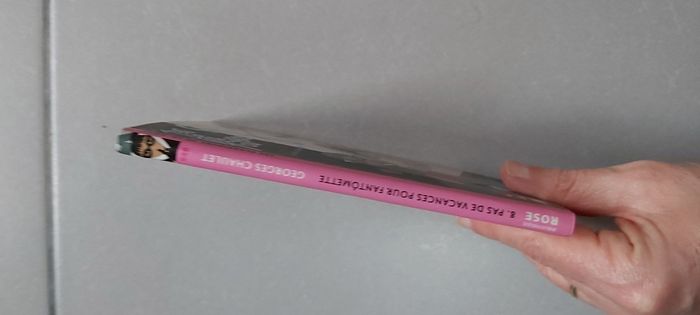 GEORGES CHAULET
8. PAS DE VACANCES POUR FANTÔMETTE
ROSE